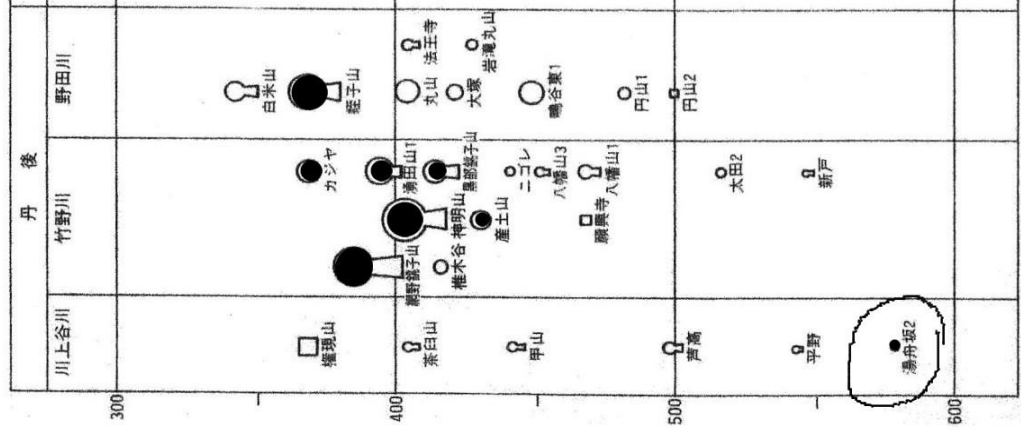 丹後
川上谷川
竹野川
野田川
300
400
500
600
権現山
茶臼山
甲山
芦高
平野
湯舟坂2
網野銚子山
椎木谷
神明山
産土山
願興寺
カジヤ
湧田山1
黒部銚子山
ニゴレ
八幡山3
八幡山1
太田2
新戸
白米山
蛭子山
丸山
大塚
鴫谷東1
円山1
円山2
法王寺
岩滝丸山